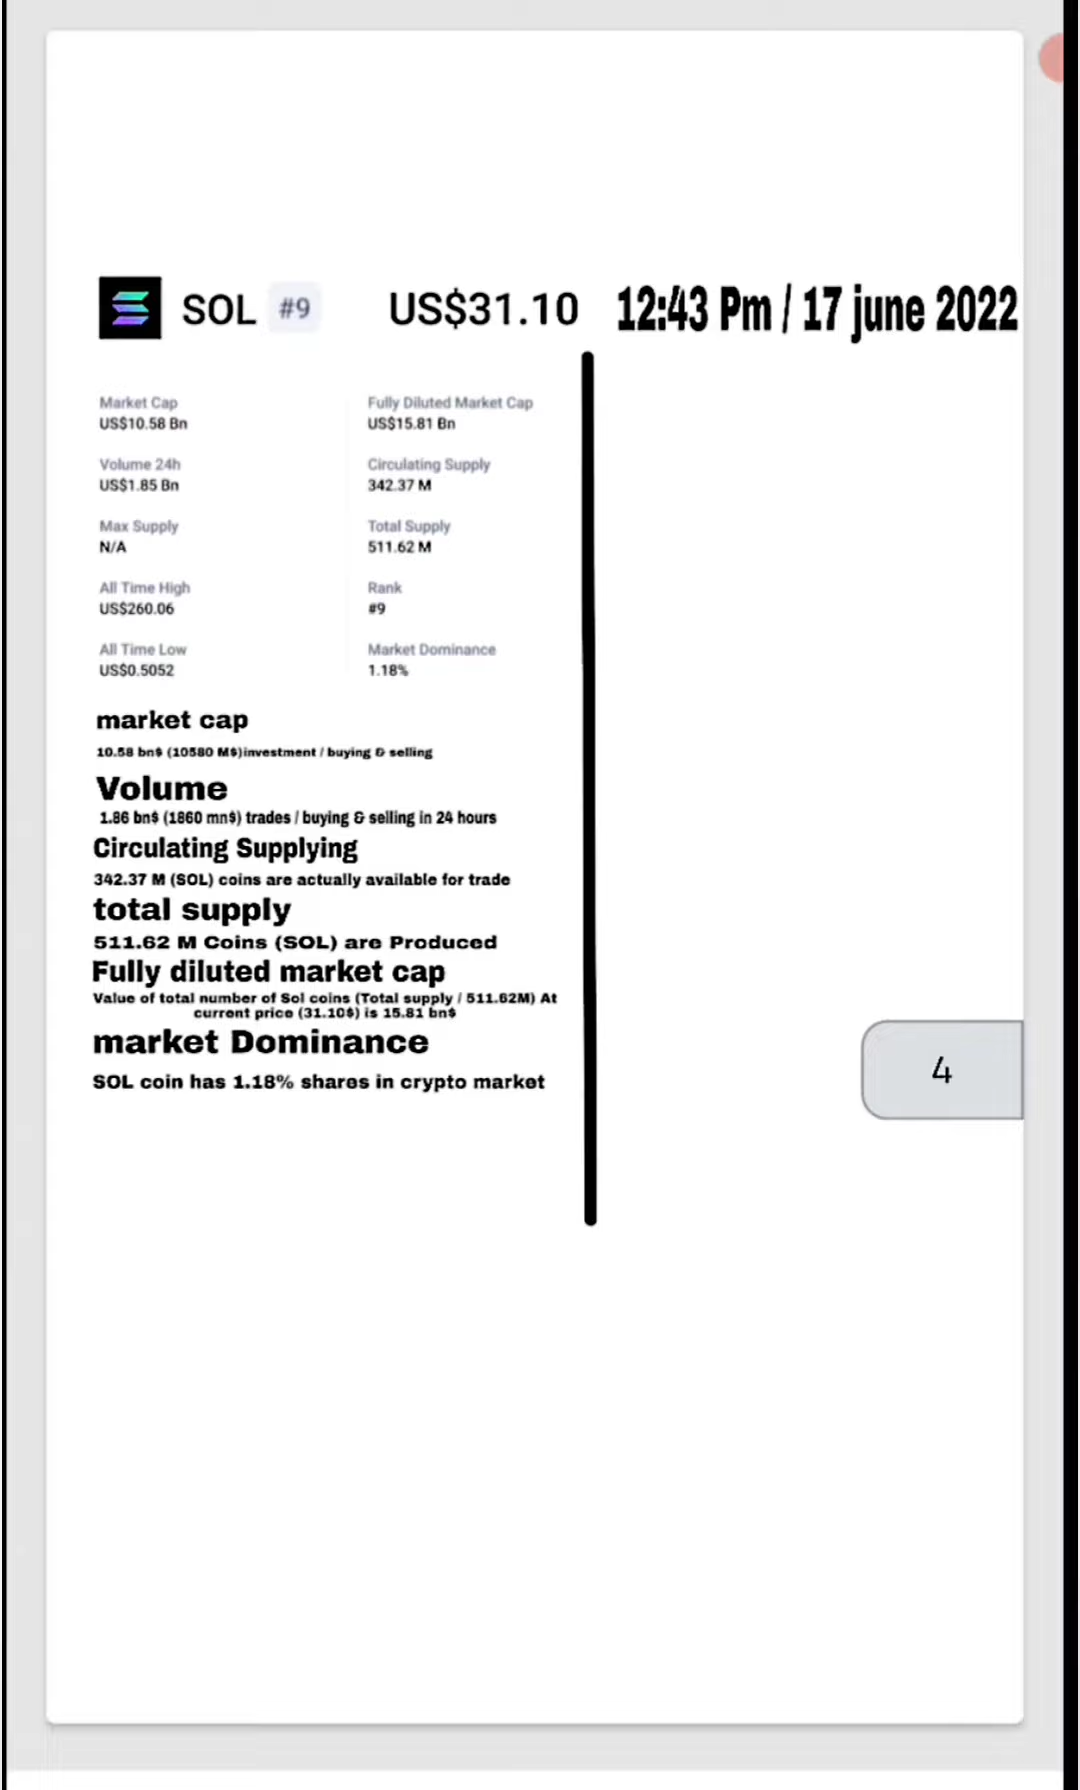 SOL #9 US$31.10 12:43 Pm / 17 june 2022
Market Cap Fully Diluted Market Cap
US$10.58 Bn US$15.81 Bn
Volume 24h Circulating Supply
US$1.85 Bn 342.37 M
Max Supply Total Supply
N/A 511.62 M
All Time High Rank
US$260.06 #9
All Time Low Market Dominance
US$0.5052 1.18%
market cap
10.58 bn$ (10580 M$)investment / buying & selling
Volume
1.86 bn$ (1860 mn$) trades / buying & selling in 24 hours
Circulating Supplying
342.37 M (SOL) coins are actually available for trade
total supply
511.62 M Coins (SOL) are Produced
Fully diluted market cap
Value of total number of Sol coins (Total supply / 511.62M) At
current price (31.10$) is 15.81 bn$
market Dominance
4
SOL coin has 1.18% shares in crypto market